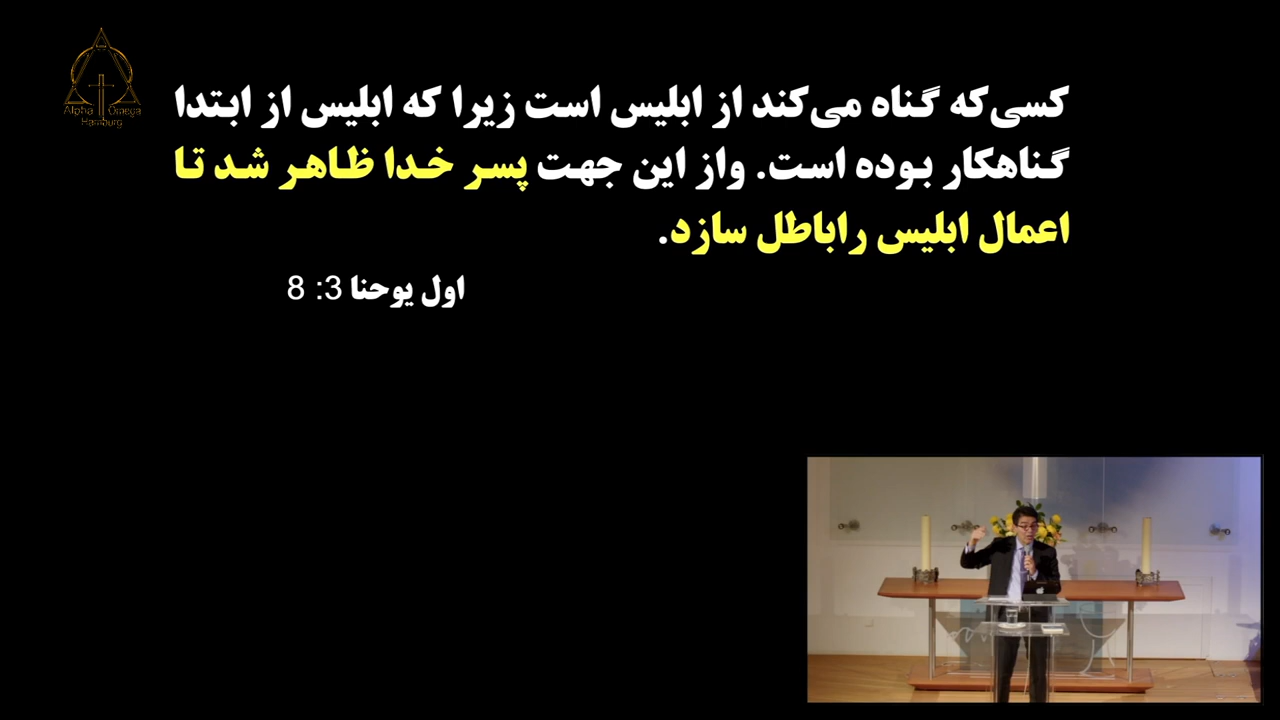 Alpha Omega
Hamburg
کسی‌که گناه می‌کند از ابلیس است زیرا که ابلیس از ابتدا
گناهکار بوده است. واز این جهت پسر خدا ظاهر شد تا
اعمال ابلیس راباطل سازد.
اول یوحنا 3: 8